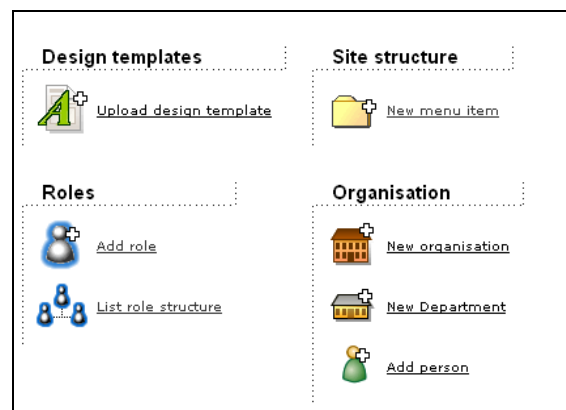 Design templates
Upload design template
Site structure
New menu item
Roles
Add role
List role structure
Organisation
New organisation
New Department
Add person